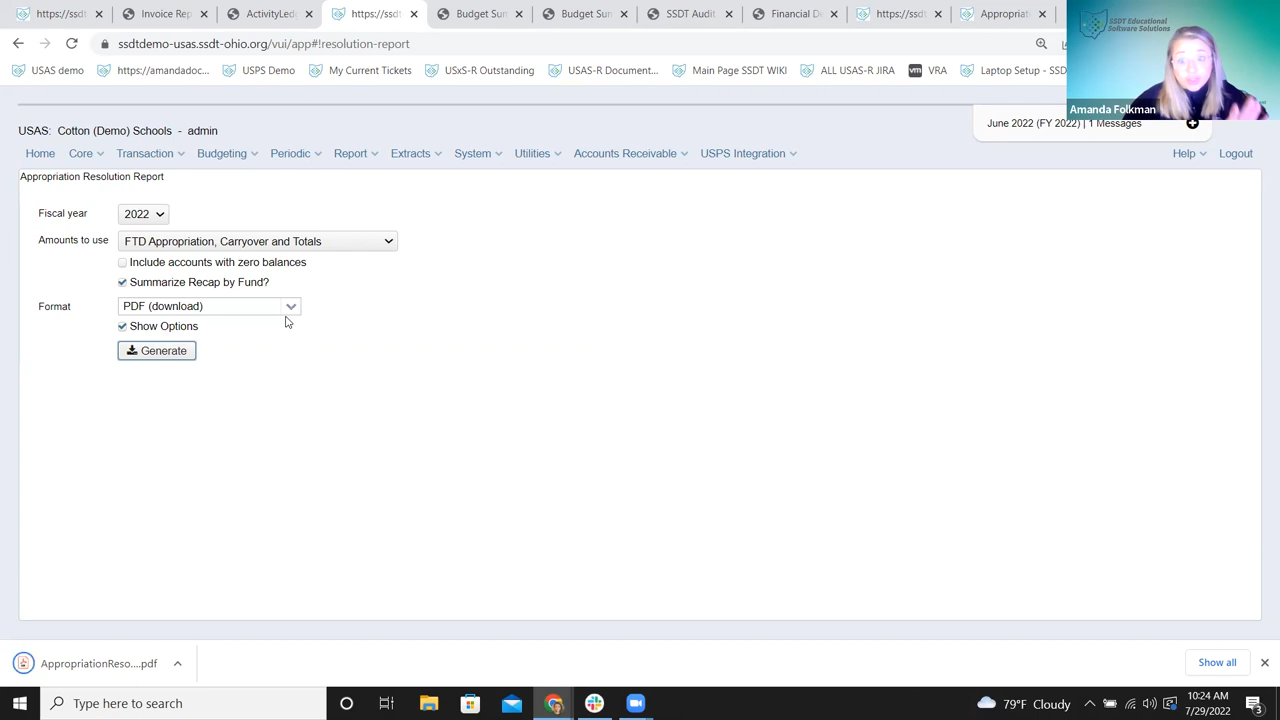 https://ssdt
Invoice Rep
ActivityLed
https://ssdt
Budget Sum
Budget Sum
SSDT Audit
Financial De
https://ssdt
Appropriat
ssdtdemo-usas.ssdt-ohio.org/vui/app#!resolution-report
USAS demo
https://amandadoc...
USPS Demo
My Current Tickets
USxS-R Outstanding
USAS-R Document...
Main Page SSDT WIKI
ALL USAS-R JIRA
vm
VRA
Laptop Setup - SSD
SSDT Educational
Software Solutions
Amanda Folkman
USAS: Cotton (Demo) Schools - admin
June 2022 (FY 2022) | 1 Messages
Home Core Transaction Budgeting Periodic Report Extracts System Utilities Accounts Receivable USPS Integration Help Logout
Appropriation Resolution Report
Fiscal year 2022
Amounts to use FTD Appropriation, Carryover and Totals
Include accounts with zero balances
Summarize Recap by Fund?
Format PDF (download)
Show Options
Generate
AppropriationReso....pdf
Show all
Type here to search
79°F Cloudy
10:24 AM
7/29/2022
3